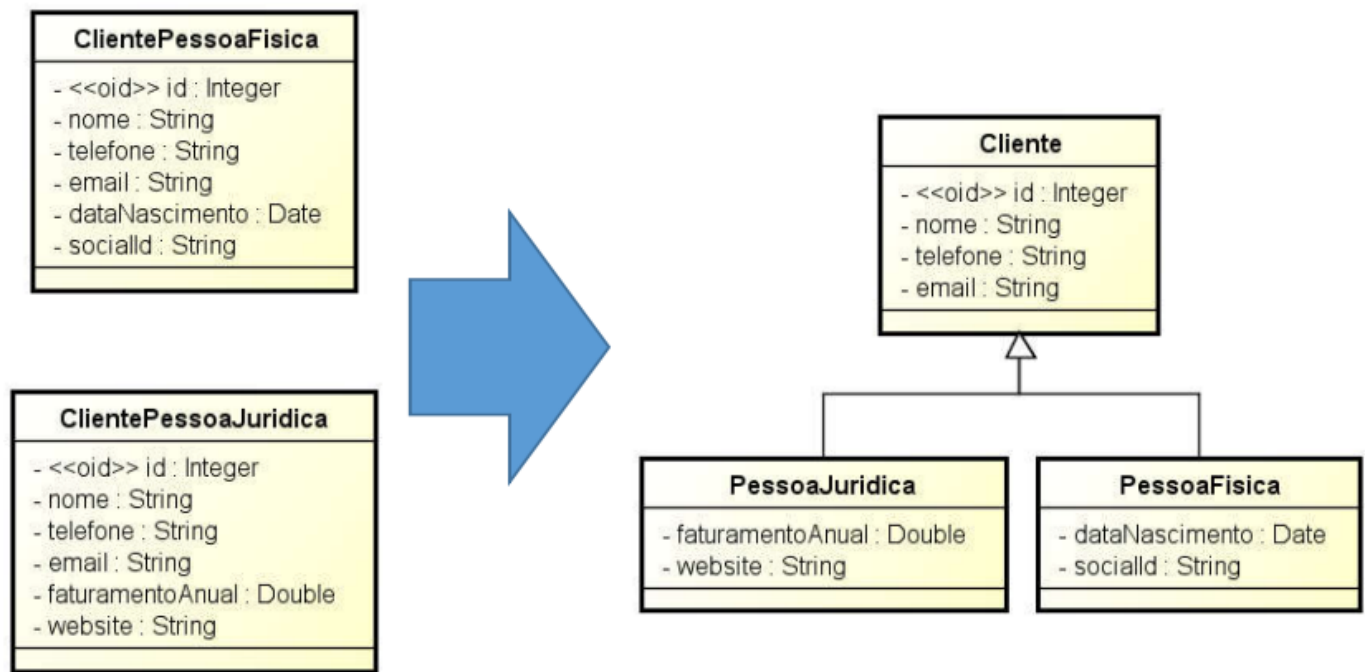 ClientePessoaFisica
- <<oid>> id : Integer
- nome : String
- telefone : String
- email : String
- dataNascimento : Date
- socialId : String
ClientePessoaJuridica
- <<oid>> id : Integer
- nome : String
- telefone : String
- email : String
- faturamentoAnual : Double
- website : String
Cliente
- <<oid>> id : Integer
- nome : String
- telefone : String
- email : String
PessoaJuridica
- faturamentoAnual : Double
- website : String
PessoaFisica
- dataNascimento : Date
- socialId : String